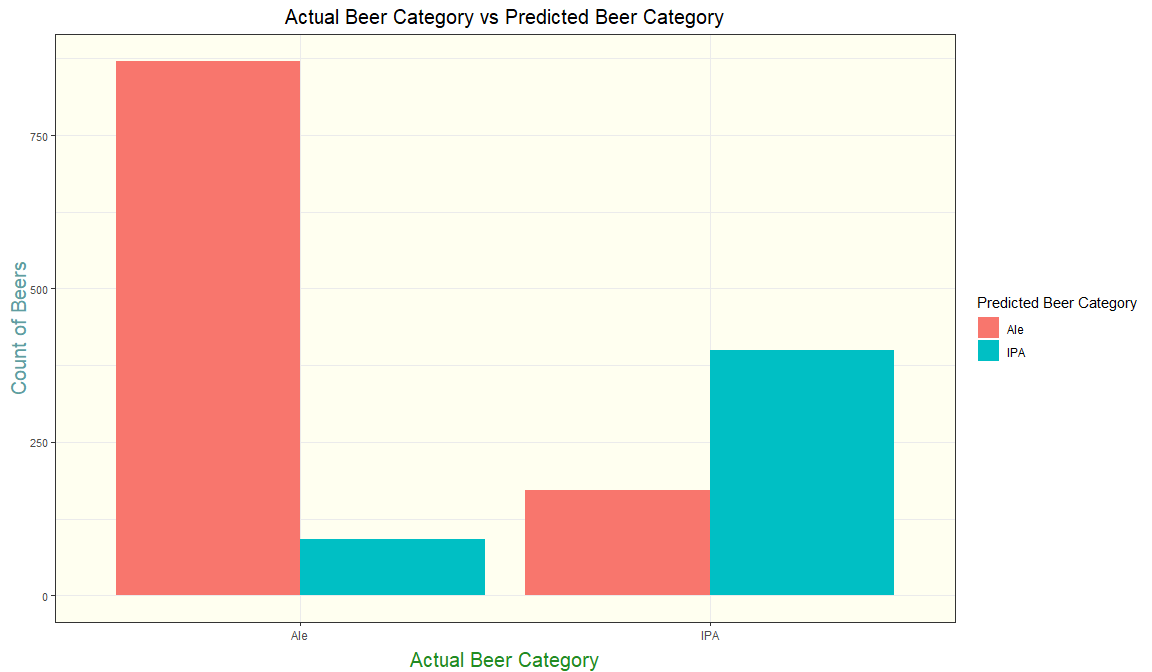 Actual Beer Category vs Predicted Beer Category
Count of Beers
750
500
250
0
Ale
IPA
Actual Beer Category
Predicted Beer Category
Ale
IPA